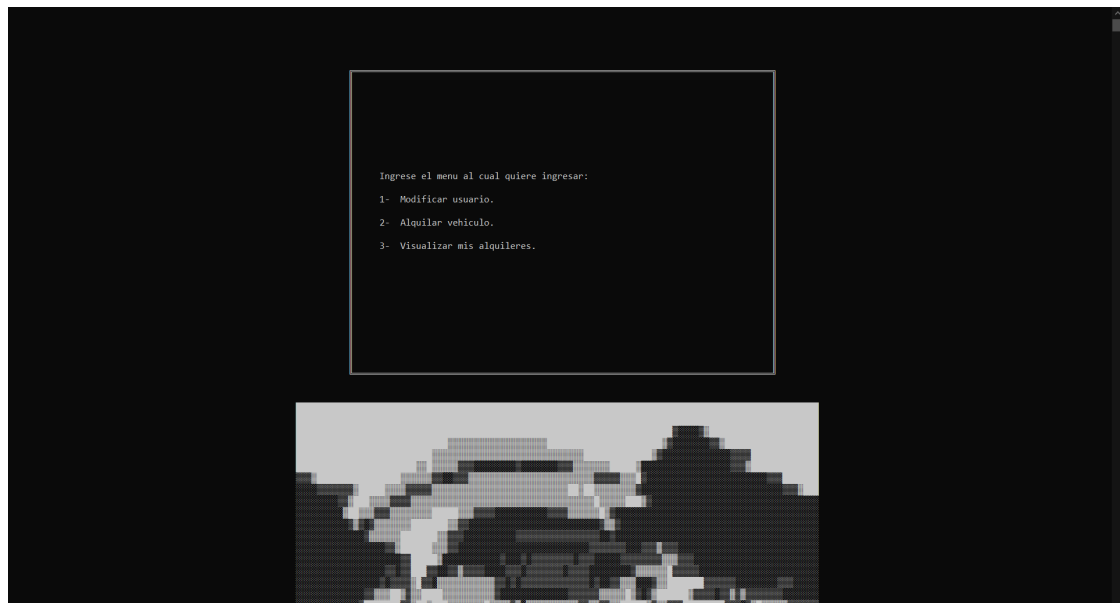 Ingrese el menu al cual quiere ingresar:
1- Modificar usuario.
2- Alquilar vehiculo.
3- Visualizar mis alquileres.